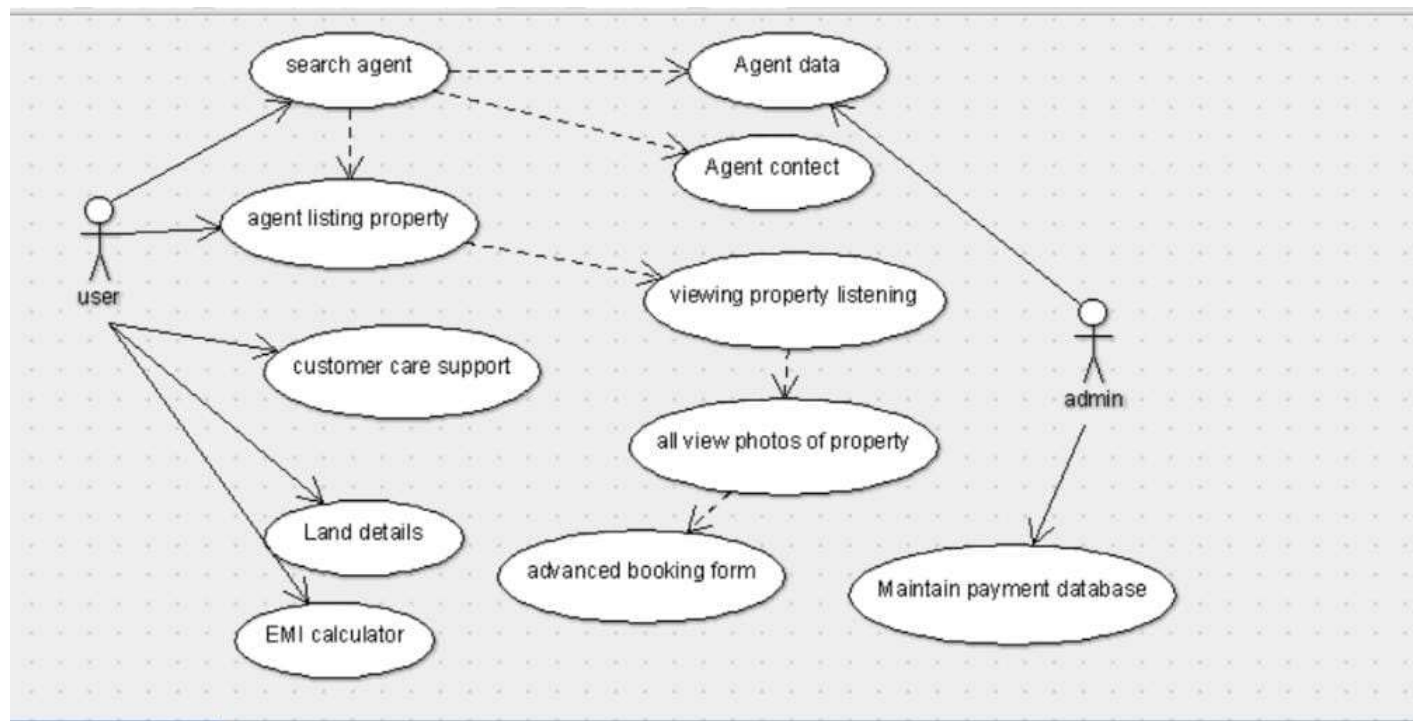 search agent
Agent data
Agent contect
agent listing property
user
viewing property listening
customer care support
admin
all view photos of property
Land details
advanced booking form
Maintain payment database
EMI calculator